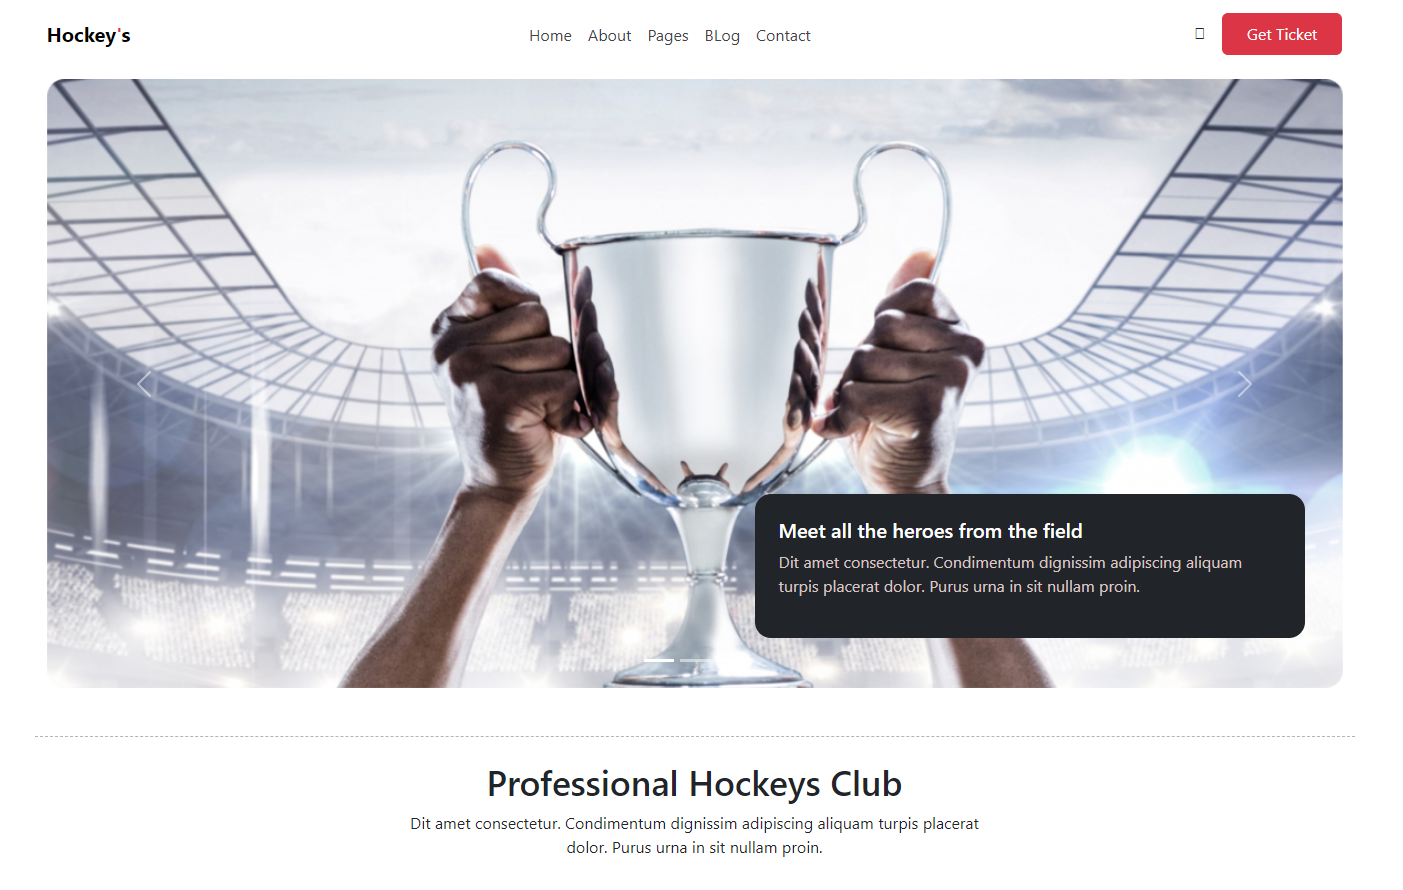 Hockey's
Home About Pages BLog Contact
Get Ticket
Meet all the heroes from the field
Dit amet consectetur. Condimentum dignissim adipiscing aliquam
turpis placerat dolor. Purus urna in sit nullam proin.
Professional Hockeys Club
Dit amet consectetur. Condimentum dignissim adipiscing aliquam turpis placerat
dolor. Purus urna in sit nullam proin.